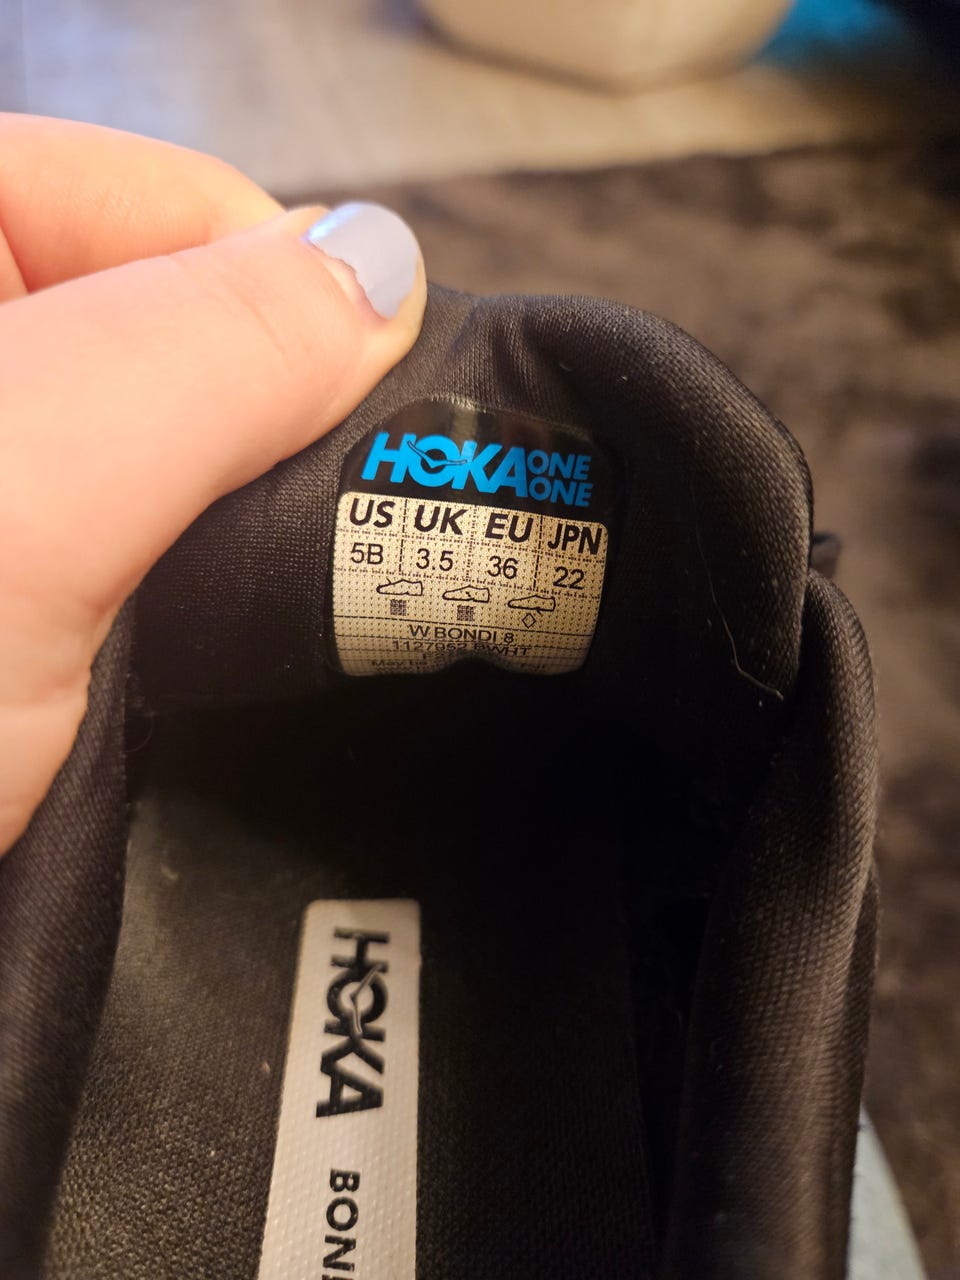 HOKA ONE ONE
US UK EU JPN
5B 3.5 36 22
W BONDI 8
1127952 BWHT
HOKA BON